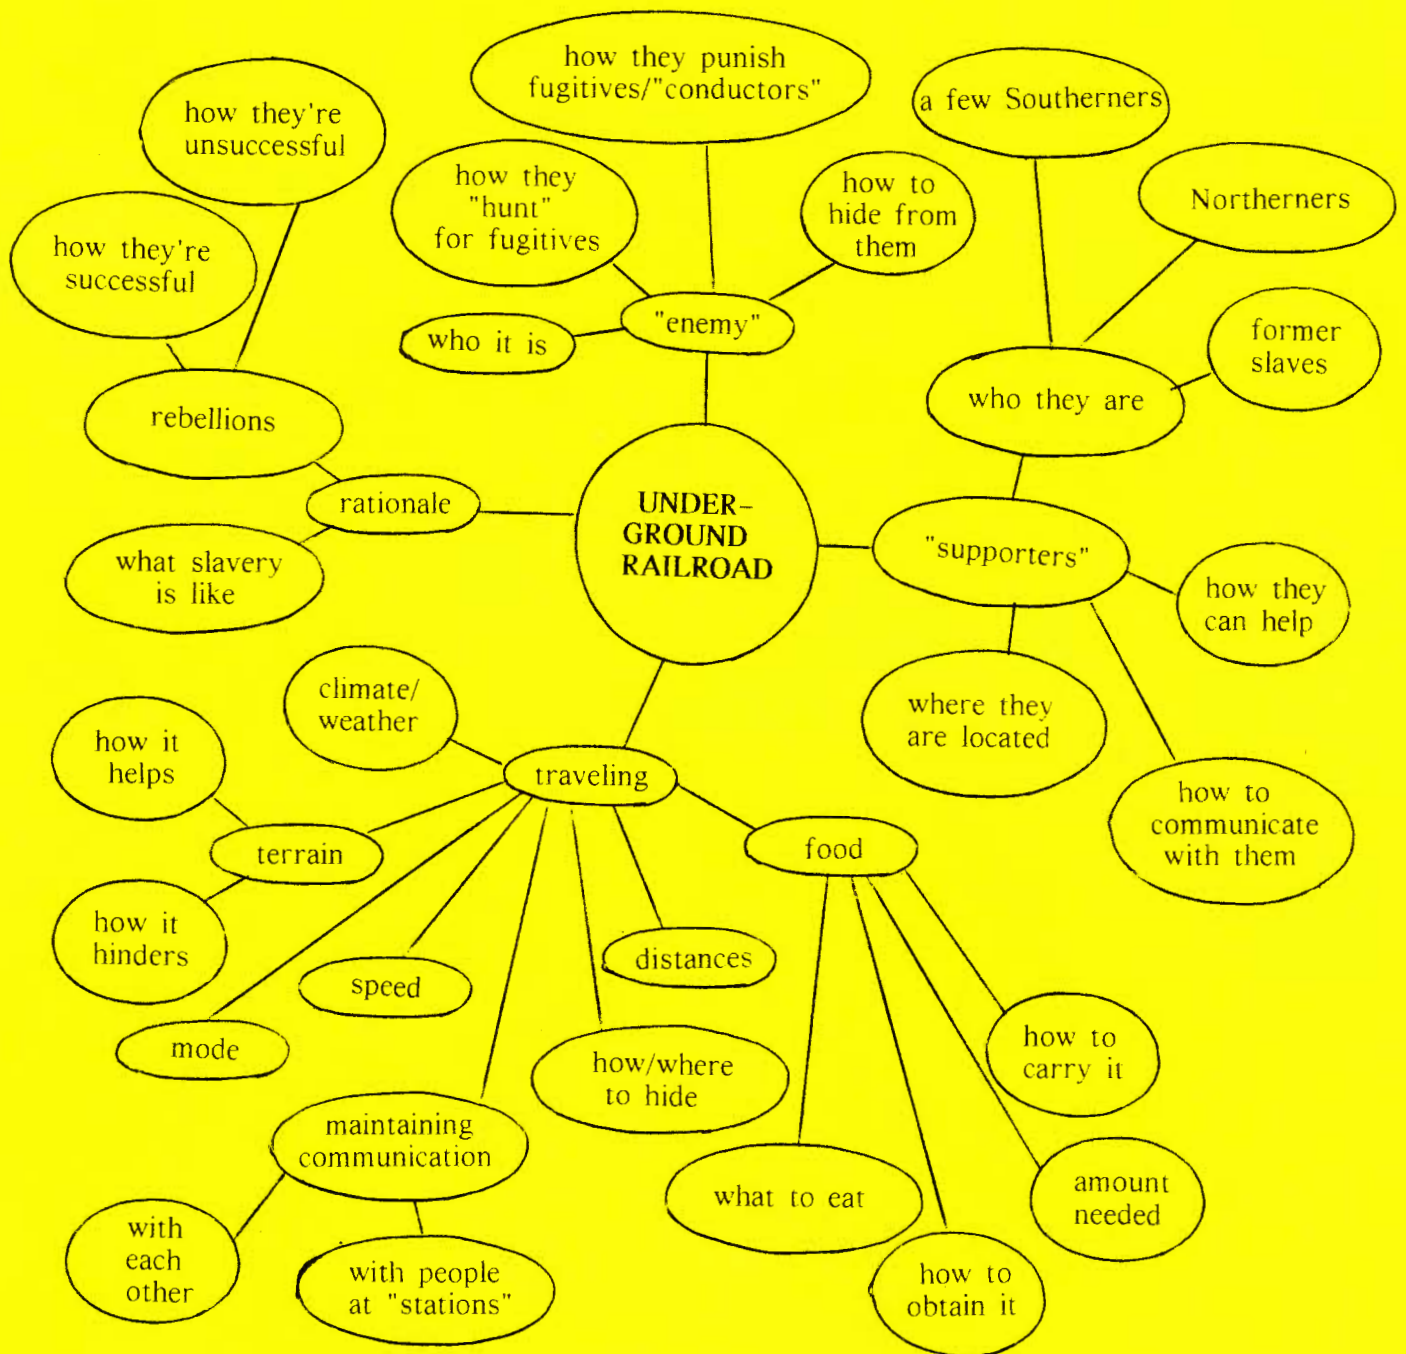 how they punish
fugitives/"conductors"
how they're
unsuccessful
a few Southerners
how they
"hunt"
for fugitives
how to
hide from
them
Northerners
how they're
successful
"enemy"
who it is
former
slaves
rebellions
who they are
rationale
UNDER-
GROUND
RAILROAD
"supporters"
what slavery
is like
how they
can help
climate/
weather
where they
are located
how it
helps
traveling
how to
communicate
with them
terrain
food
how it
hinders
distances
speed
mode
how to
carry it
how/where
to hide
maintaining
communication
what to eat
amount
needed
with
each
other
with people
at "stations"
how to
obtain it